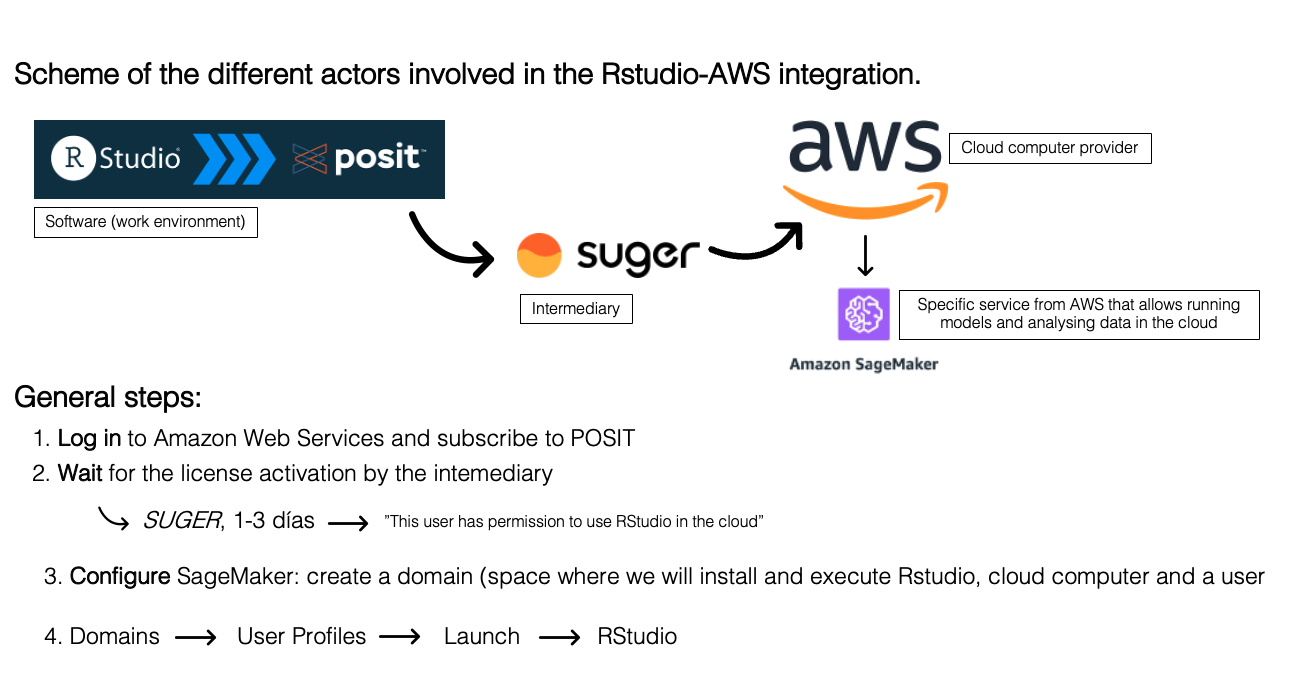 Scheme of the different actors involved in the Rstudio-AWS integration.
R Studio® posit™
Software (work environment)
aws
Cloud computer provider
suger
Intermediary
Specific service from AWS that allows running
models and analysing data in the cloud
Amazon SageMaker
General steps:
1. Log in to Amazon Web Services and subscribe to POSIT
2. Wait for the license activation by the intemediary
SUGER, 1-3 días → "This user has permission to use RStudio in the cloud"
3. Configure SageMaker: create a domain (space where we will install and execute Rstudio, cloud computer and a user
4. Domains → User Profiles → Launch → RStudio